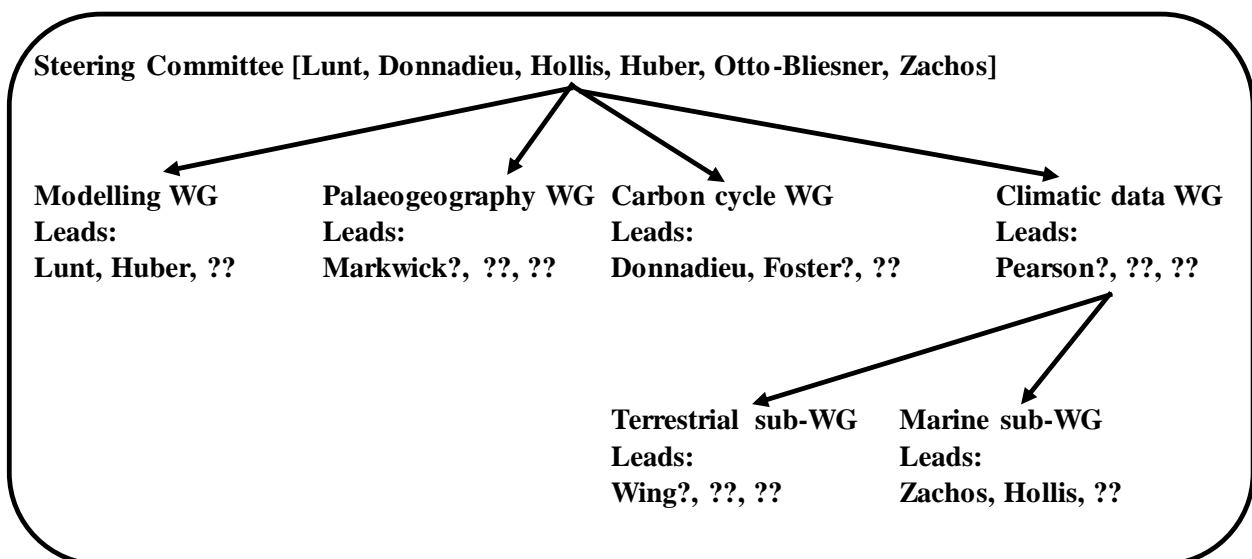 Steering Committee [Lunt, Donnadieu, Hollis, Huber, Otto-Bliesner, Zachos]
Modelling WG
Leads:
Lunt, Huber, ??
Palaeogeography WG
Leads:
Markwick?, ??, ??
Carbon cycle WG
Leads:
Donnadieu, Foster?, ??
Climatic data WG
Leads:
Pearson?, ??, ??
Terrestrial sub-WG
Leads:
Wing?, ??, ??
Marine sub-WG
Leads:
Zachos, Hollis, ??